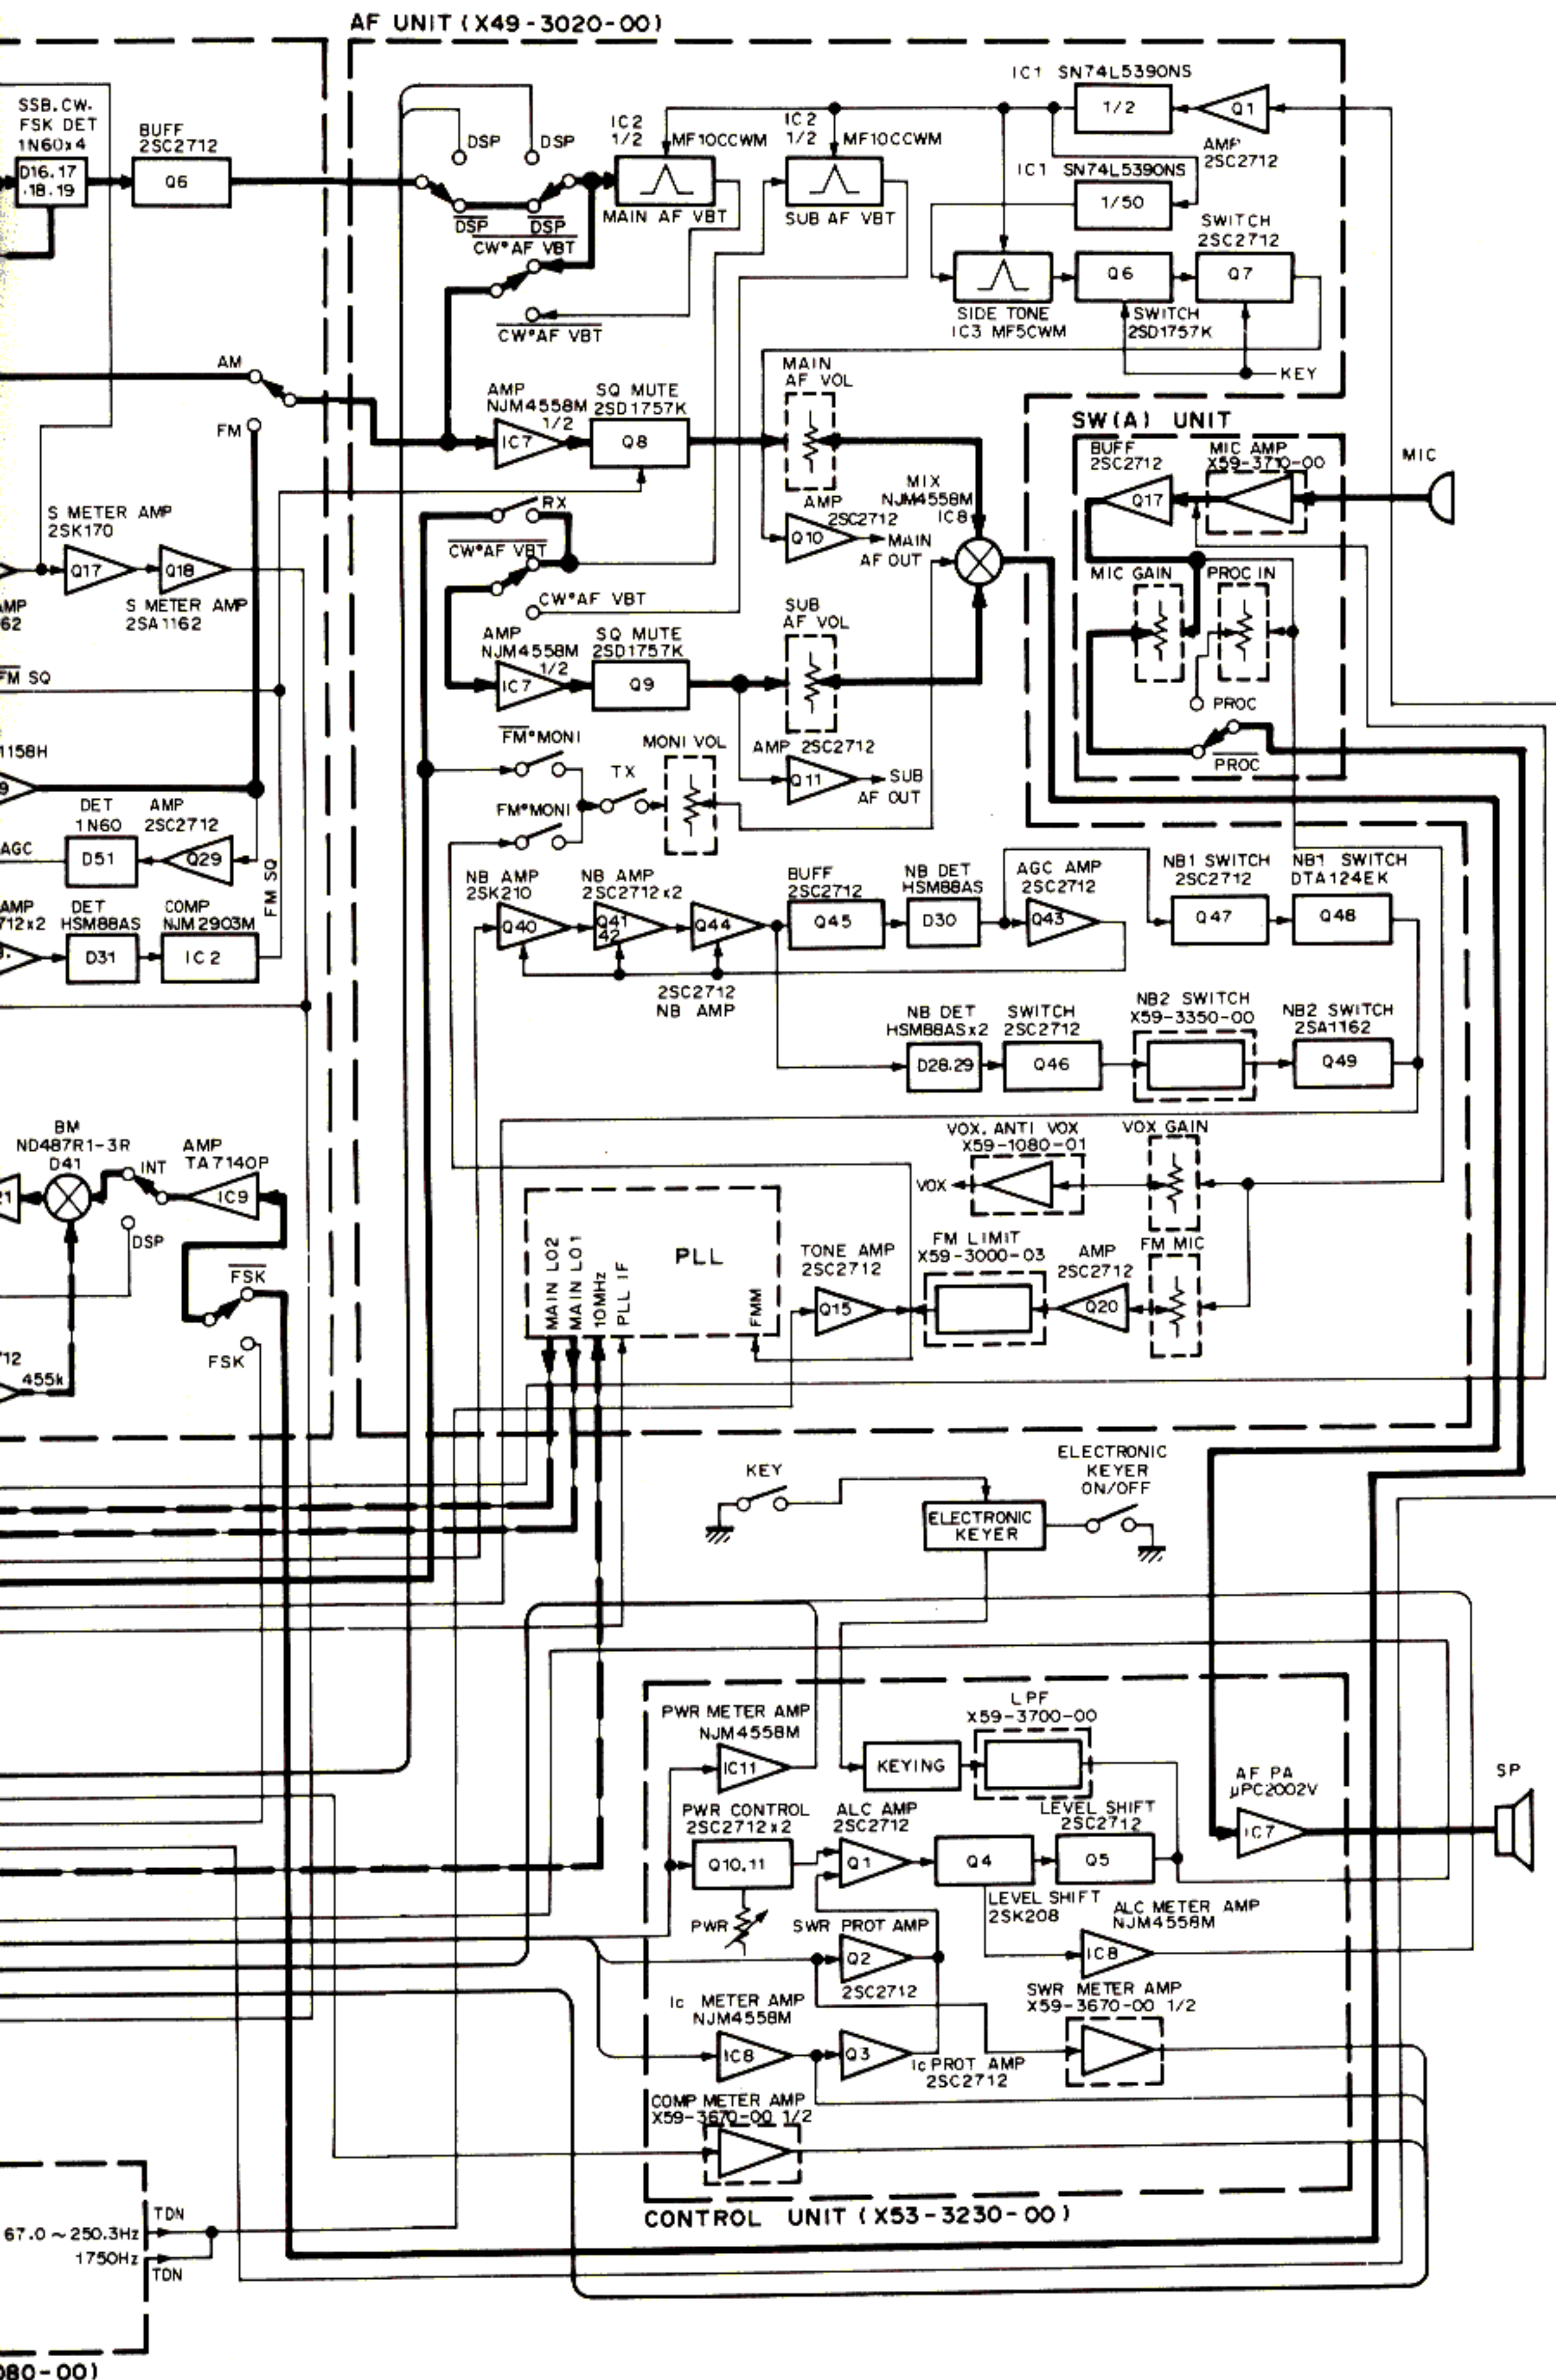 AF UNIT (X49-3020-00)
SSB.CW.
FSK DET
1N60x4
D16.17
.18.19
BUFF
2SC2712
Q6
DSP
DSP
DSP
DSP
CW•AF VBT
CW•AF VBT
IC2
1/2
MF10CCWM
MAIN AF VBT
IC2
1/2
MF10CCWM
SUB AF VBT
IC1 SN74L5390NS
1/2
Q1
AMP
2SC2712
IC1 SN74L5390NS
1/50
SWITCH
2SC2712
Q6
Q7
SIDE TONE
IC3 MF5CWM
SWITCH
2SD1757K
KEY
AM
FM
AMP
NJM4558M
1/2
IC7
SQ MUTE
2SD1757K
Q8
MAIN
AF VOL
SW(A) UNIT
BUFF
2SC2712
Q17
MIC AMP
X59-3710-00
MIC
S METER AMP
2SK170
Q17
Q18
S METER AMP
2SA1162
AMP
62
RX
CW•AF VBT
CW•AF VBT
AMP
2SC2712
Q10
MAIN
AF OUT
MIX
NJM4558M
IC8
MIC GAIN
PROC IN
PROC
PROC
FM SQ
AMP
NJM4558M
1/2
IC7
SQ MUTE
2SD1757K
Q9
SUB
AF VOL
1158H
9
FM•MONI
FM•MONI
TX
MONI VOL
AMP 2SC2712
Q11
SUB
AF OUT
AGC
DET
1N60
D51
AMP
2SC2712
Q29
FM SQ
AMP
712x2
DET
HSM88AS
D31
COMP
NJM2903M
IC2
NB AMP
2SK210
Q40
NB AMP
2SC2712x2
Q41
42
Q44
2SC2712
NB AMP
BUFF
2SC2712
Q45
NB DET
HSM88AS
D30
AGC AMP
2SC2712
Q43
NB1 SWITCH
2SC2712
Q47
NB1 SWITCH
DTA124EK
Q48
NB DET
HSM88ASx2
D28.29
SWITCH
2SC2712
Q46
NB2 SWITCH
X59-3350-00
NB2 SWITCH
2SA1162
Q49
BM
ND487R1-3R
D41
21
INT
DSP
AMP
TA7140P
IC9
FSK
FSK
712
455k
VOX. ANTI VOX
X59-1080-01
VOX
VOX GAIN
PLL
MAIN LO2
MAIN LO1
10MHz
PLL IF
FMM
TONE AMP
2SC2712
Q15
FM LIMIT
X59-3000-03
AMP
2SC2712
Q20
FM MIC
KEY
ELECTRONIC
KEYER
ON/OFF
ELECTRONIC
KEYER
PWR METER AMP
NJM4558M
IC11
LPF
X59-3700-00
KEYING
AF PA
μPC2002V
IC7
SP
PWR CONTROL
2SC2712x2
Q10.11
PWR
ALC AMP
2SC2712
Q1
Q4
LEVEL SHIFT
2SK208
LEVEL SHIFT
2SC2712
Q5
ALC METER AMP
NJM4558M
IC8
SWR PROT AMP
Q2
2SC2712
SWR METER AMP
X59-3670-00 1/2
Ic METER AMP
NJM4558M
IC8
Q3
Ic PROT AMP
2SC2712
COMP METER AMP
X59-3670-00 1/2
CONTROL UNIT (X53-3230-00)
TDN
67.0~250.3Hz
1750Hz
TDN
080-00)